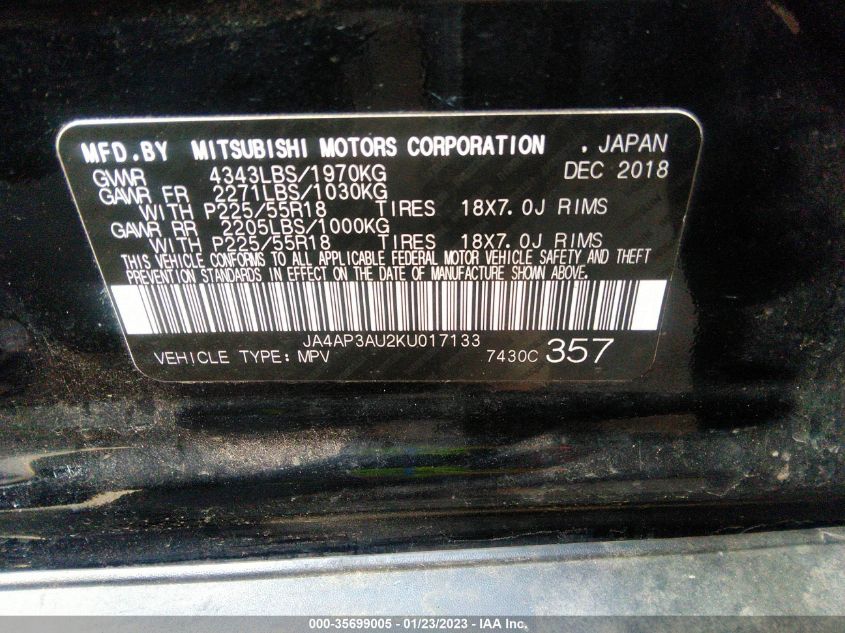 MFD.BY MITSUBISHI MOTORS CORPORATION . JAPAN
GVWR 4343LBS/1970KG DEC 2018
GAWR FR 2271LBS/1030KG
WITH P225/55R18 TIRES 18X7.0J RIMS
GAWR RR 2205LBS/1000KG
WITH P225/55R18 TIRES 18X7.0J RIMS
THIS VEHICLE CONFORMS TO ALL APPLICABLE FEDERAL MOTOR VEHICLE SAFETY AND THEFT
PREVENTION STANDARDS IN EFFECT ON THE DATE OF MANUFACTURE SHOWN ABOVE.
JA4AP3AU2KU017133
VEHICLE TYPE: MPV 7430C 357
000-35699005 - 01/23/2023 - IAA Inc.